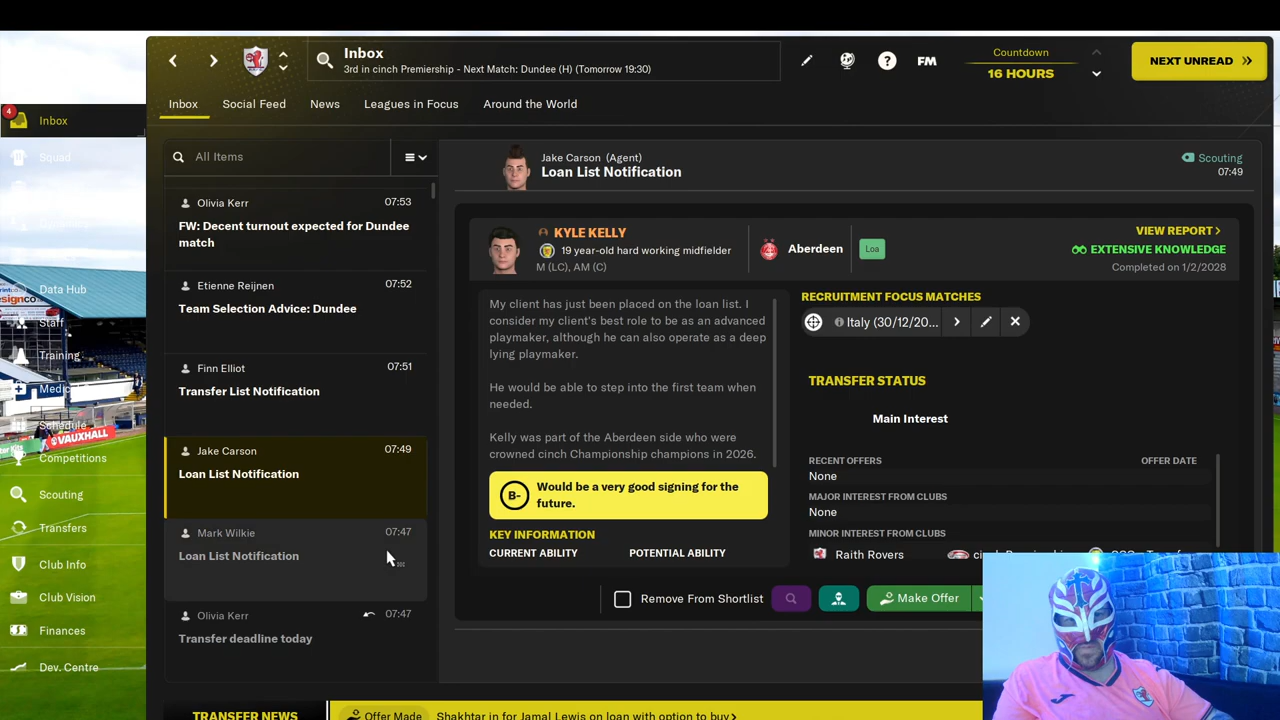 Inbox
3rd in cinch Premiership - Next Match: Dundee (H) (Tomorrow 19:30)
?
FM
Countdown
16 HOURS
NEXT UNREAD
4
Inbox
Squad
Data Hub
Staff
Training
Medic
Schedule
Competitions
Scouting
Transfers
Club Info
Club Vision
Finances
Dev. Centre
VAUXHALL
Inbox
Social Feed
News
Leagues in Focus
Around the World
All Items
Olivia Kerr 07:53
FW: Decent turnout expected for Dundee
match
Etienne Reijnen 07:52
Team Selection Advice: Dundee
Finn Elliot 07:51
Transfer List Notification
Jake Carson 07:49
Loan List Notification
Mark Wilkie 07:47
Loan List Notification
Olivia Kerr 07:47
Transfer deadline today
Jake Carson (Agent)
Loan List Notification
Scouting
07:49
KYLE KELLY
19 year-old hard working midfielder
M (LC), AM (C)
Aberdeen
Loa
VIEW REPORT
EXTENSIVE KNOWLEDGE
Completed on 1/2/2028
My client has just been placed on the loan list. I
consider my client's best role to be as an advanced
playmaker, although he can also operate as a deep
lying playmaker.
He would be able to step into the first team when
needed.
Kelly was part of the Aberdeen side who were
crowned cinch Championship champions in 2026.
B-
Would be a very good signing for the
future.
KEY INFORMATION
CURRENT ABILITY POTENTIAL ABILITY
RECRUITMENT FOCUS MATCHES
Italy (30/12/20...
TRANSFER STATUS
Main Interest
RECENT OFFERS OFFER DATE
None
MAJOR INTEREST FROM CLUBS
None
MINOR INTEREST FROM CLUBS
Raith Rovers
Remove From Shortlist
Make Offer
TRANSFER NEWS
Offer Made
Shakhtar in for Jamal Lewis on loan with option to buy